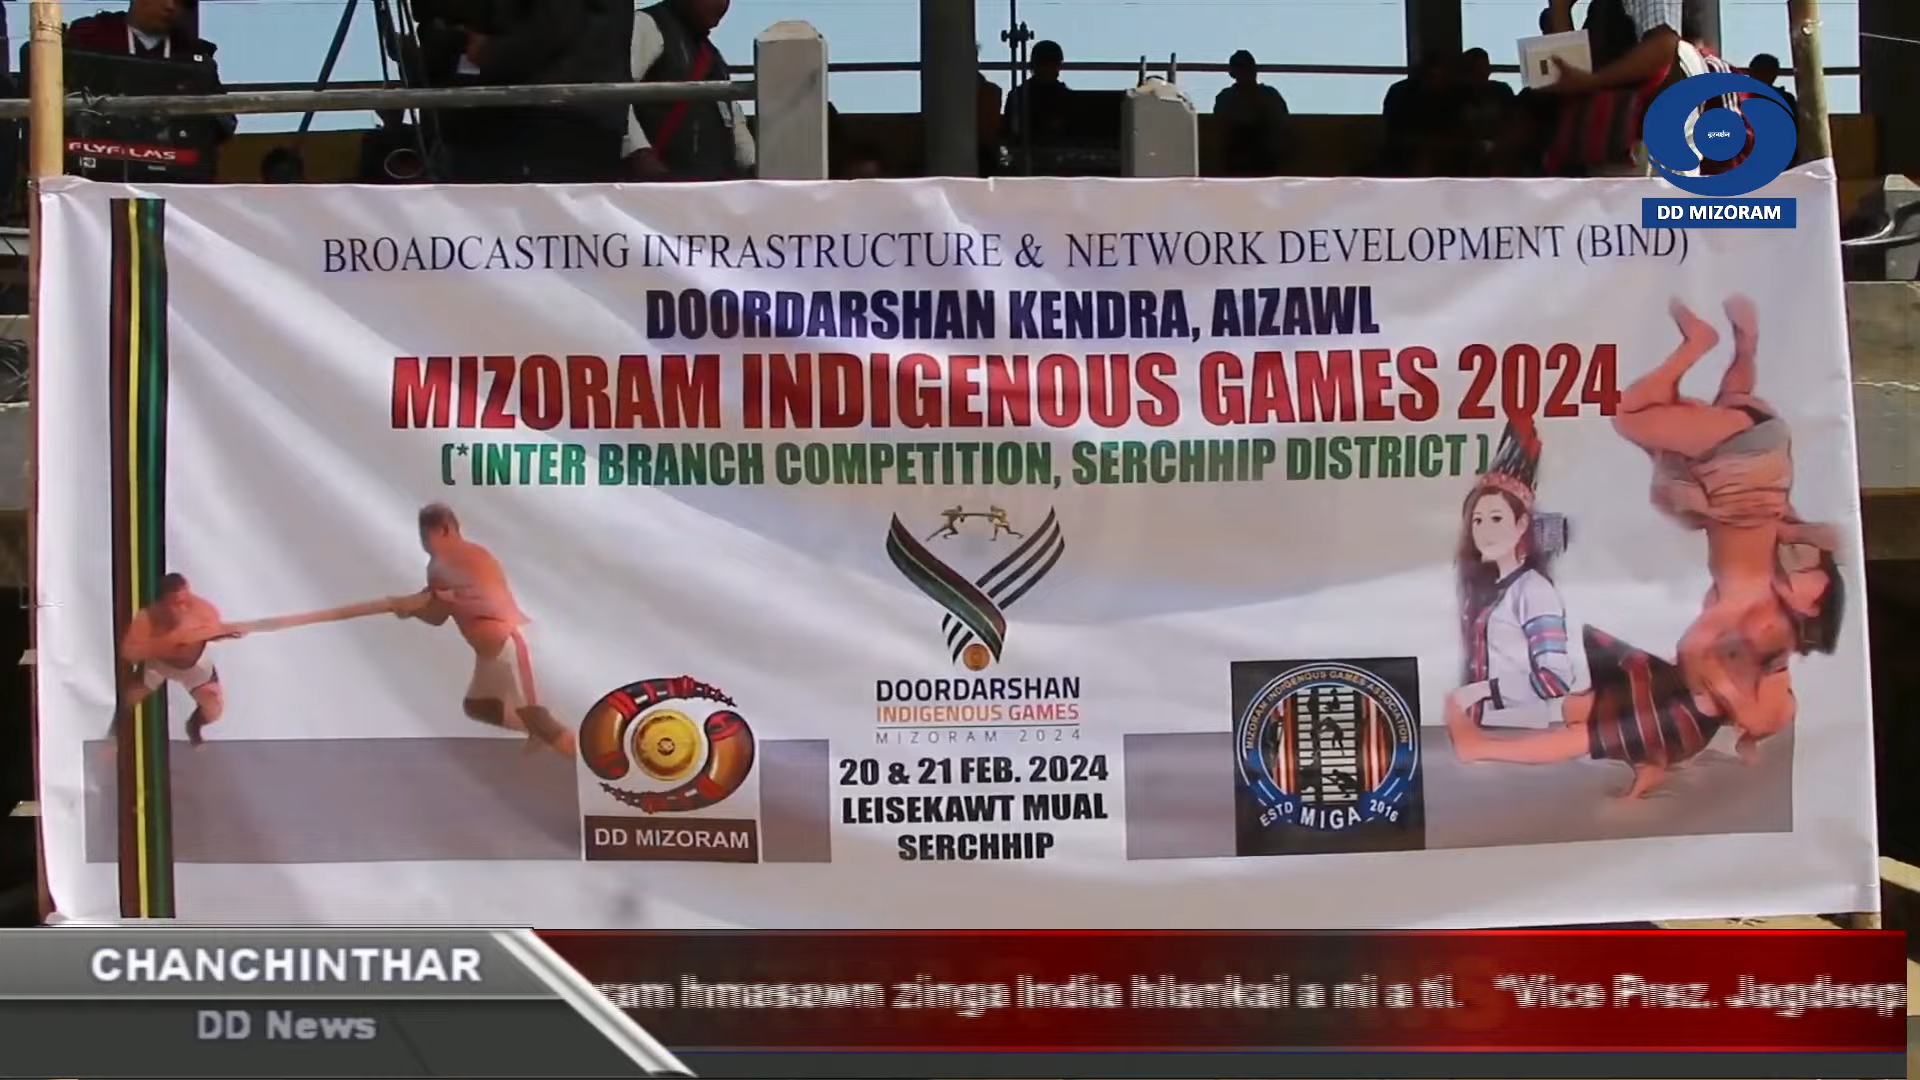 FLYFILMS
दूरदर्शन
DD MIZORAM
BROADCASTING INFRASTRUCTURE & NETWORK DEVELOPMENT (BIND)
DOORDARSHAN KENDRA, AIZAWL
MIZORAM INDIGENOUS GAMES 2024
(*INTER BRANCH COMPETITION, SERCHHIP DISTRICT)
DOORDARSHAN
INDIGENOUS GAMES
MIZORAM 2024
20 & 21 FEB. 2024
LEISEKAWT MUAL
SERCHHIP
DD MIZORAM
MIZORAM INDIGENOUS GAMES ASSOCIATION
ESTD MIGA 2016
CHANCHINTHAR
DD News
ram hmasawn zinga India hlankai a ni a ti. "Vice Prez. Jagdeep